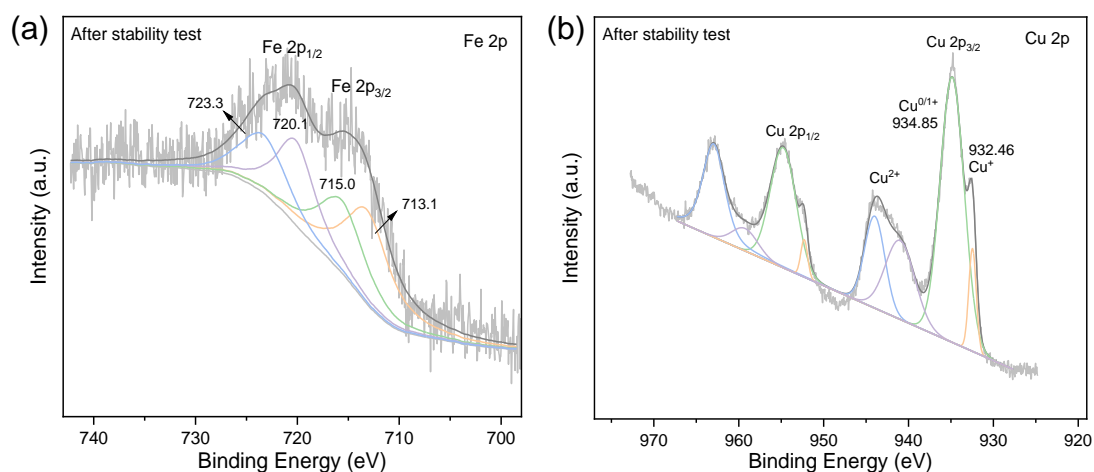 (a)
After stability test
Fe 2p
Fe 2p1/2
Fe 2p3/2
723.3
720.1
715.0
713.1
Intensity (a.u.)
740
730
720
710
700
Binding Energy (eV)
(b)
After stability test
Cu 2p3/2
Cu 2p
Cu0/1+
934.85
Cu 2p1/2
932.46
Cu+
Cu2+
Intensity (a.u.)
970
960
950
940
930
920
Binding Energy (eV)